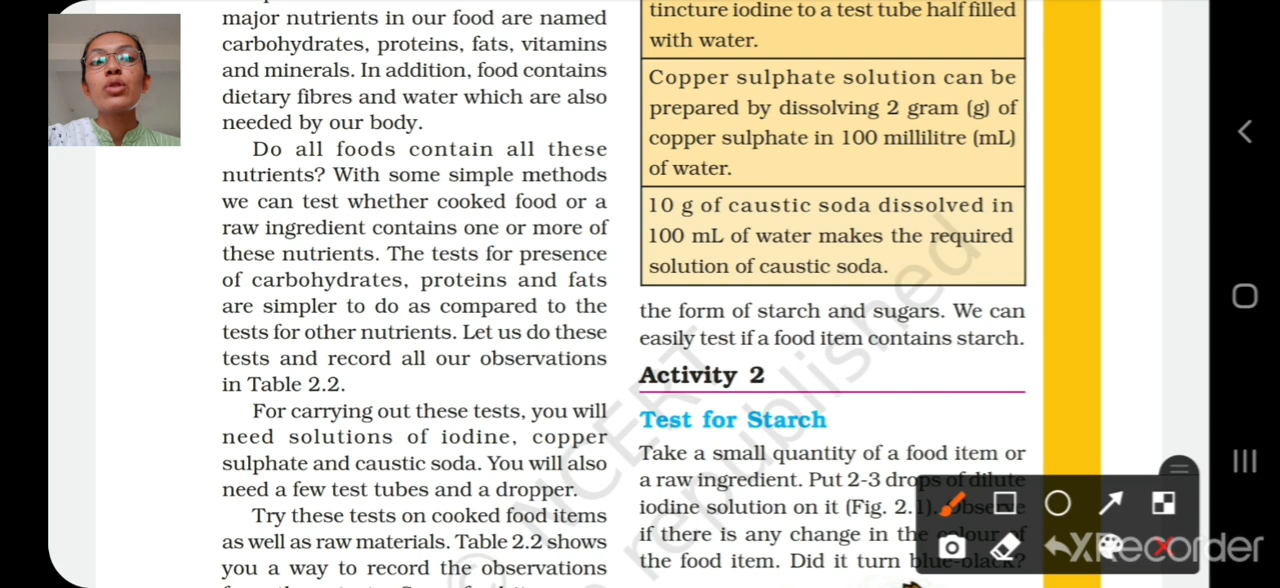 major nutrients in our food are named
carbohydrates, proteins, fats, vitamins
and minerals. In addition, food contains
dietary fibres and water which are also
needed by our body.
Do all foods contain all these
nutrients? With some simple methods
we can test whether cooked food or a
raw ingredient contains one or more of
these nutrients. The tests for presence
of carbohydrates, proteins and fats
are simpler to do as compared to the
tests for other nutrients. Let us do these
tests and record all our observations
in Table 2.2.
For carrying out these tests, you will
need solutions of iodine, copper
sulphate and caustic soda. You will also
need a few test tubes and a dropper.
Try these tests on cooked food items
as well as raw materials. Table 2.2 shows
you a way to record the observations
tincture iodine to a test tube half filled
with water.
Copper sulphate solution can be
prepared by dissolving 2 gram (g) of
copper sulphate in 100 millilitre (mL)
of water.
10 g of caustic soda dissolved in
100 mL of water makes the required
solution of caustic soda.
the form of starch and sugars. We can
easily test if a food item contains starch.
Activity 2
Test for Starch
Take a small quantity of a food item or
a raw ingredient. Put 2-3 drops of dilute
iodine solution on it (Fig. 2.1). Observe
if there is any change in the colour of
the food item. Did it turn blue-black?
© NCERT
be republished
XRecorder